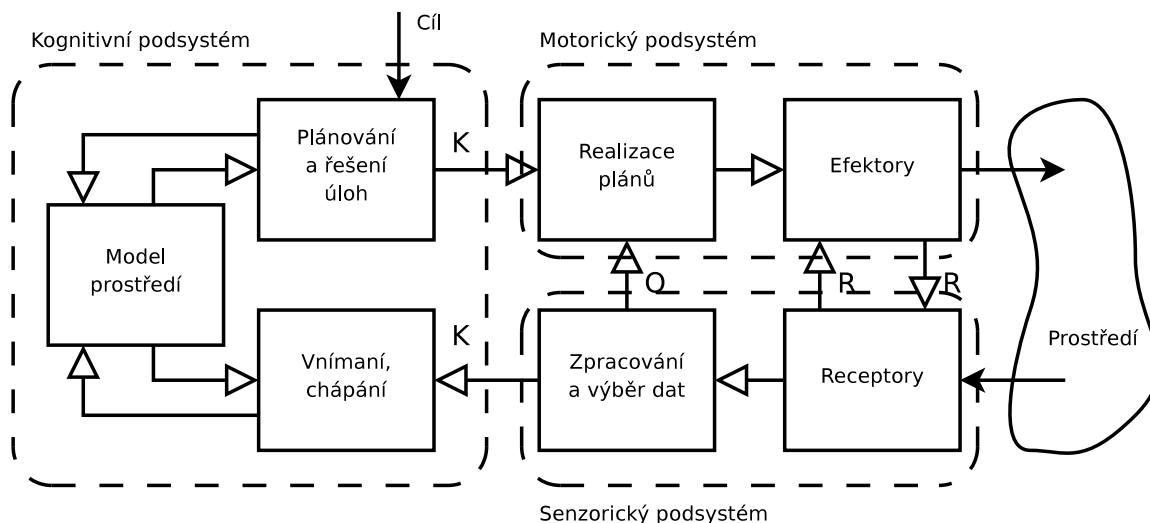 Cíl
Kognitivní podsystém
Motorický podsystém
Plánování
a řešení
úloh
K
Realizace
plánů
Efektory
Model
prostředí
O
R
R
Prostředí
Vnímaní,
chápání
K
Zpracování
a výběr dat
Receptory
Senzorický podsystém